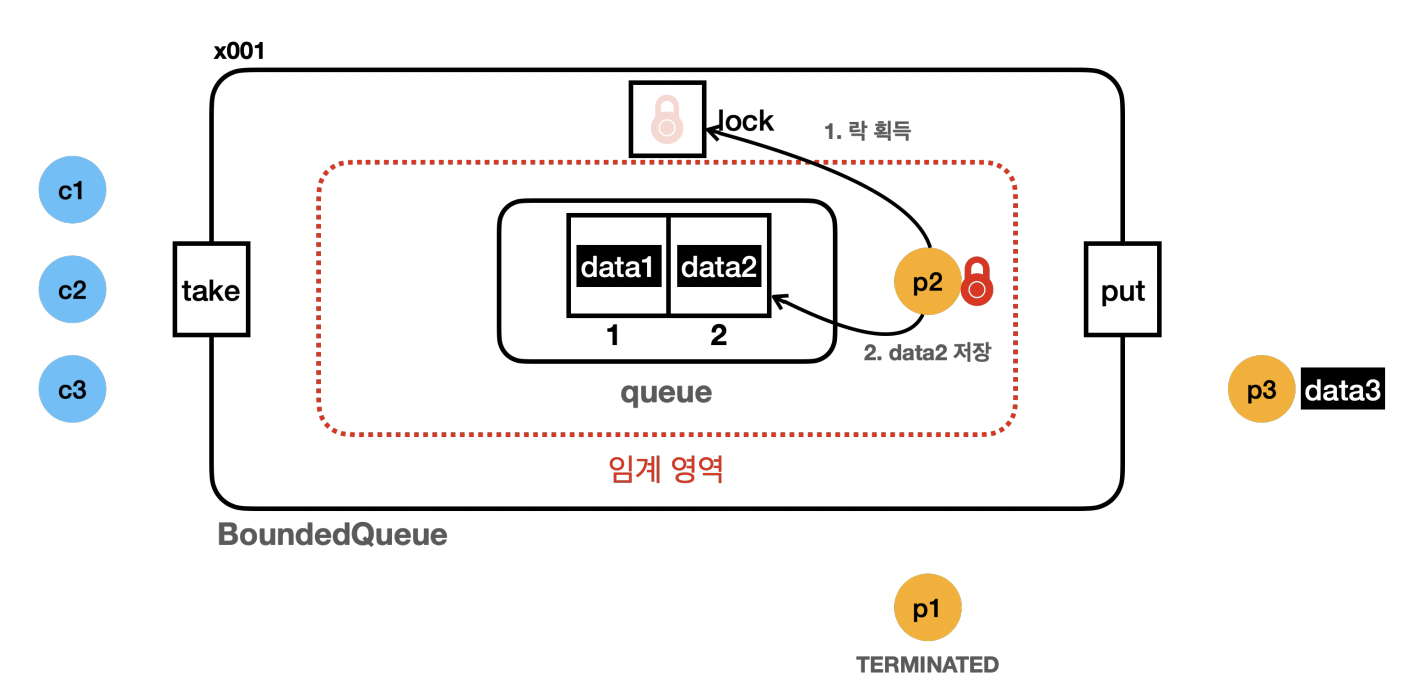 x001
lock
1. 락 획득
c1
c2
c3
take
data1
data2
1
2
p2
put
2. data2 저장
queue
p3
data3
임계 영역
BoundedQueue
p1
TERMINATED